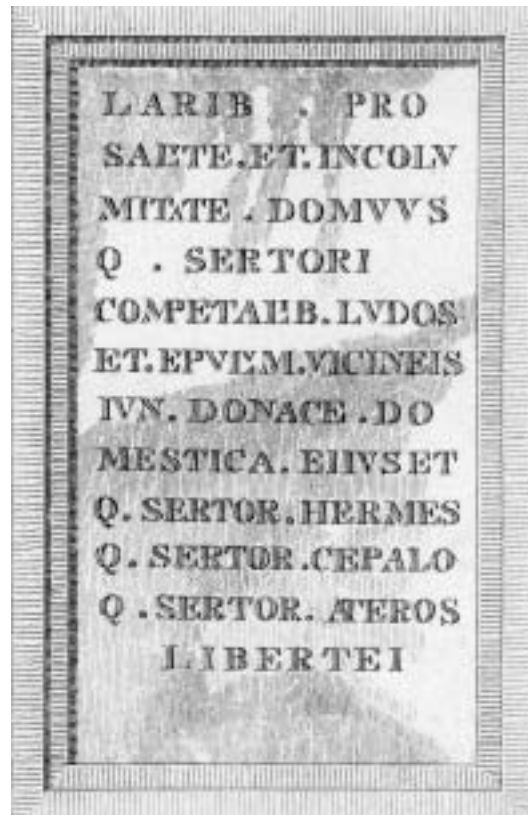 LARIB . PRO
SALVTE . ET . INCOLV
MITATE . DOMVVS
Q . SERTORI
COMPETALIB . LVDOS
ET . EPVLVM . VICINEIS
IVN . DONACE . DO
MESTICA . EIIVS ET
Q . SERTOR . HERMES
Q . SERTOR . CEPALO
Q . SERTOR . ATEROS
LIBERTEI